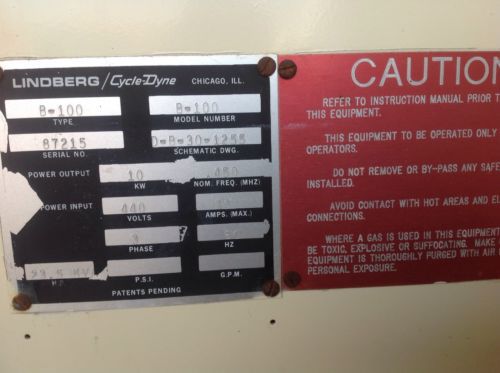 LINDBERG / Cycle-Dyne CHICAGO, ILL.
B-100 B-100
TYPE MODEL NUMBER
87215 D-B-30-1255
SERIAL NO. SCHEMATIC DWG.
POWER OUTPUT 10 .450
KW NOM. FREQ. (MHZ)
POWER INPUT 440
VOLTS AMPS. (MAX.)
3
PHASE HZ
P.S.I. G.P.M.
PATENTS PENDING
CAUTION
REFER TO INSTRUCTION MANUAL PRIOR T
THIS EQUIPMENT.
THIS EQUIPMENT TO BE OPERATED ONLY
OPERATORS.
DO NOT REMOVE OR BY-PASS ANY SAFE
INSTALLED.
AVOID CONTACT WITH HOT AREAS AND EL
CONNECTIONS.
WHERE A GAS IS USED IN THIS EQUIPMENT
BE TOXIC, EXPLOSIVE OR SUFFOCATING. MAKE
EQUIPMENT IS THOROUGHLY PURGED WITH AIR
PERSONAL EXPOSURE.